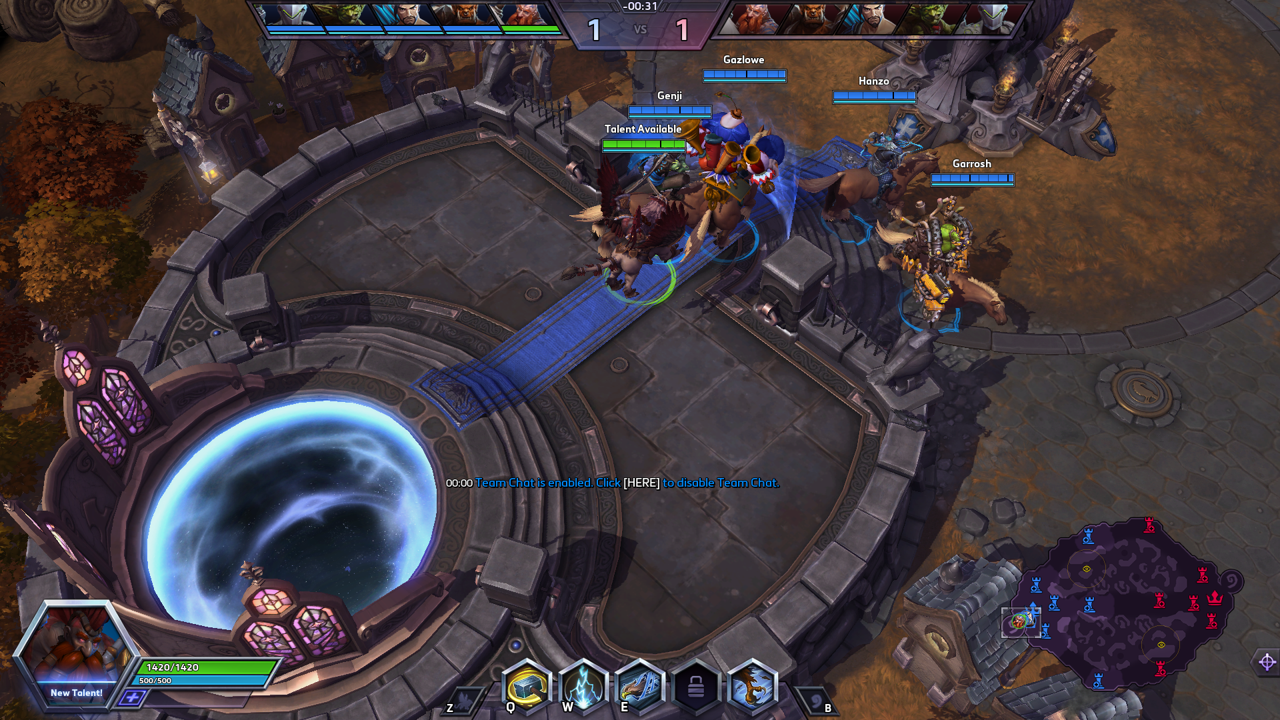 -00:31
1 VS 1
Gazlowe
Hanzo
Genji
Talent Available
Garrosh
00:00 Team Chat is enabled. Click [HERE] to disable Team Chat.
1420/1420
500/500
New Talent!
Z Q W E B